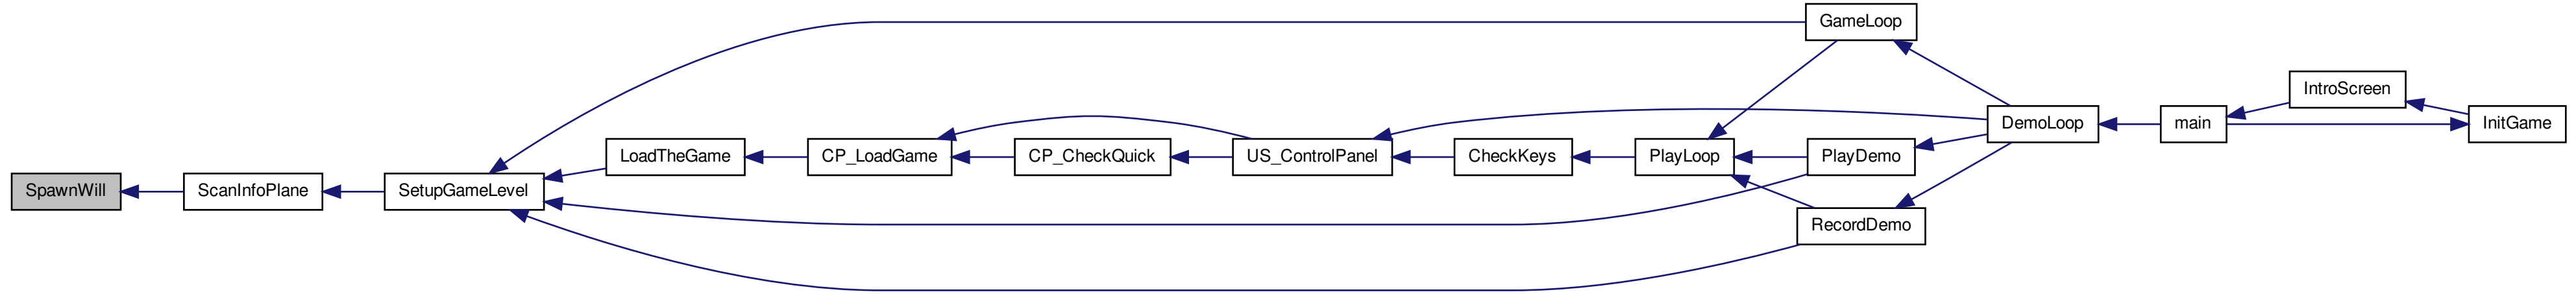 SpawnWill
ScanInfoPlane
SetupGameLevel
LoadTheGame
CP_LoadGame
CP_CheckQuick
US_ControlPanel
CheckKeys
PlayLoop
GameLoop
PlayDemo
RecordDemo
DemoLoop
main
IntroScreen
InitGame